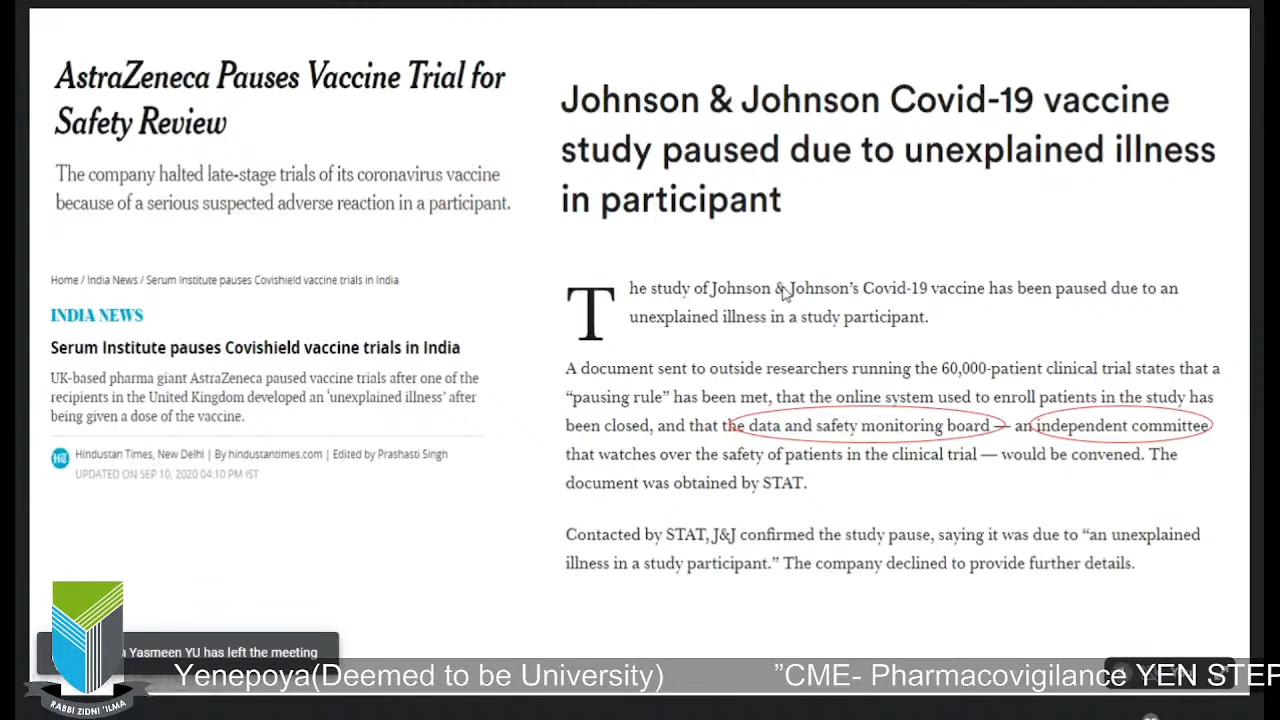 AstraZeneca Pauses Vaccine Trial for
Safety Review
The company halted late-stage trials of its coronavirus vaccine
because of a serious suspected adverse reaction in a participant.
Home / India News / Serum Institute pauses Covishield vaccine trials in India
INDIA NEWS
Serum Institute pauses Covishield vaccine trials in India
UK-based pharma giant AstraZeneca paused vaccine trials after one of the
recipients in the United Kingdom developed an ‘unexplained illness’ after
being given a dose of the vaccine.
HT
Hindustan Times, New Delhi | By hindustantimes.com | Edited by Prashasti Singh
UPDATED ON SEP 10, 2020 04:10 PM IST
Johnson & Johnson Covid-19 vaccine
study paused due to unexplained illness
in participant
The study of Johnson & Johnson’s Covid-19 vaccine has been paused due to an
unexplained illness in a study participant.
A document sent to outside researchers running the 60,000-patient clinical trial states that a
“pausing rule” has been met, that the online system used to enroll patients in the study has
been closed, and that the data and safety monitoring board — an independent committee
that watches over the safety of patients in the clinical trial — would be convened. The
document was obtained by STAT.
Contacted by STAT, J&J confirmed the study pause, saying it was due to “an unexplained
illness in a study participant.” The company declined to provide further details.
Yasmeen YU has left the meeting
Yenepoya(Deemed to be University) ”CME- Pharmacovigilance YEN STEP
RABBI ZIDNI 'ILMA